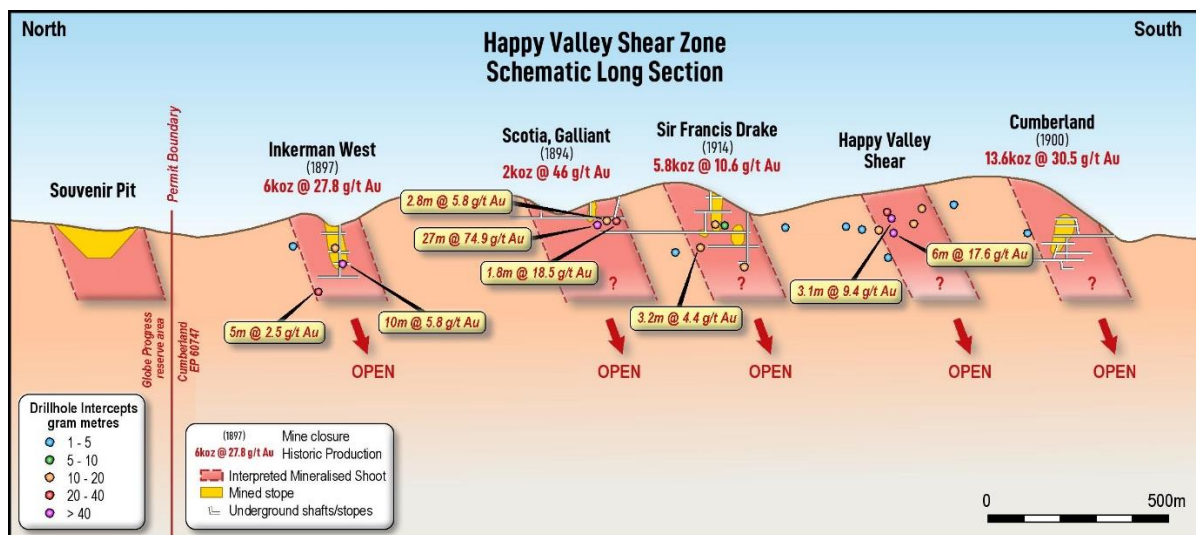 North
South
Happy Valley Shear Zone
Schematic Long Section
Souvenir Pit
Permit Boundary
Inkerman West
(1897)
6koz @ 27.8 g/t Au
Scotia, Galliant
(1894)
2koz @ 46 g/t Au
Sir Francis Drake
(1914)
5.8koz @ 10.6 g/t Au
Happy Valley
Shear
Cumberland
(1900)
13.6koz @ 30.5 g/t Au
2.8m @ 5.8 g/t Au
27m @ 74.9 g/t Au
1.8m @ 18.5 g/t Au
6m @ 17.6 g/t Au
3.1m @ 9.4 g/t Au
3.2m @ 4.4 g/t Au
10m @ 5.8 g/t Au
5m @ 2.5 g/t Au
?
?
?
?
OPEN
OPEN
OPEN
OPEN
OPEN
Globe Progress
reserve area
Cumberland
EP 60747
Drillhole Intercepts
gram metres
1 - 5
5 - 10
10 - 20
20 - 40
> 40
(1897) Mine closure
6koz @ 27.8 g/t Au Historic Production
Interpreted Mineralised Shoot
Mined stope
Underground shafts/stopes
0 500m